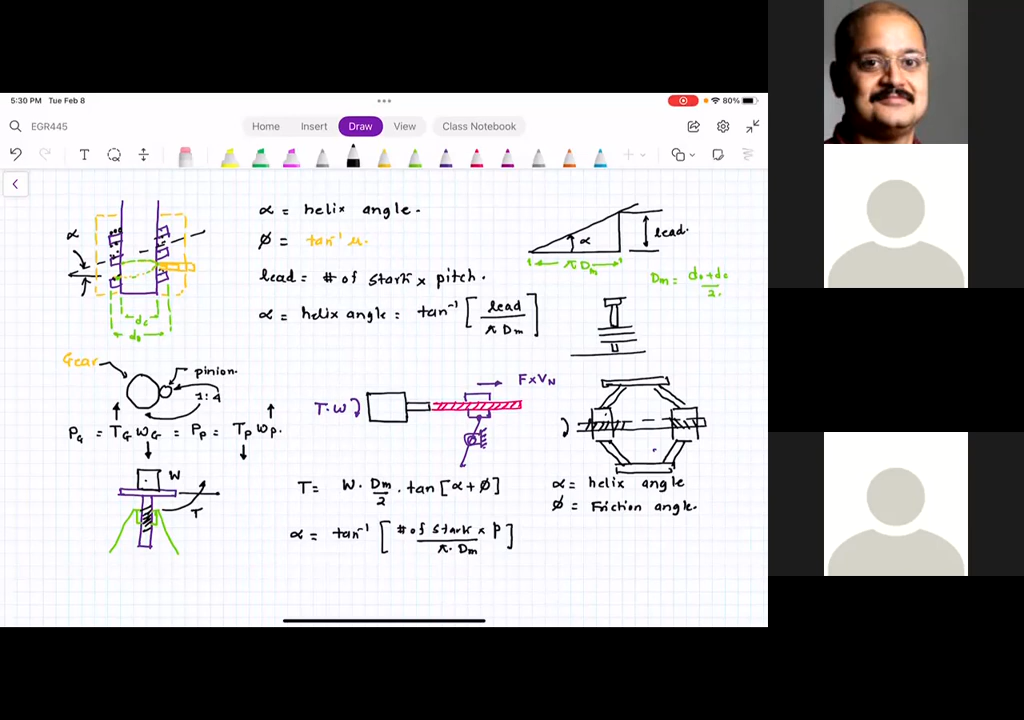 5:30 PM Tue Feb 8
80%
EGR445
Home Insert Draw View Class Notebook
T
α
dc
do
α = helix angle.
ϕ = tan⁻¹ μ.
lead = # of start × pitch.
α = helix angle = tan⁻¹ [ lead / π Dm ]
α
lead.
π Dm
Dm = do + dc / 2.
Gear
pinion.
1:4
PG = TG ωG = PP = TP ωP.
T·ω
F×VN
W
T
T = W · Dm / 2 . tan [α + ϕ]
α = tan⁻¹ [ # of start × P / π. Dm ]
α = helix angle
ϕ = Friction angle.